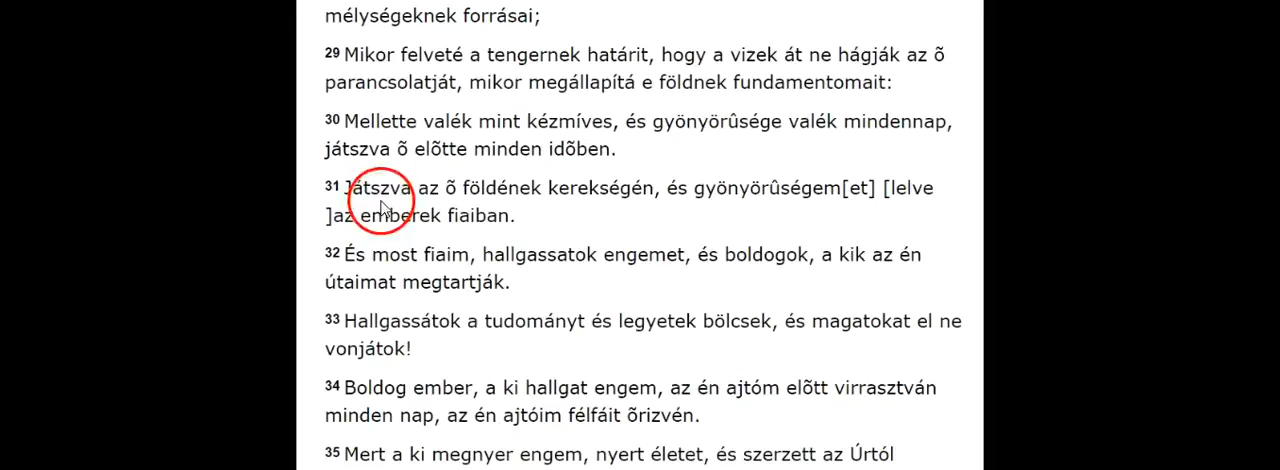 mélységeknek forrásai;
29 Mikor felveté a tengernek határit, hogy a vizek át ne hágják az õ
parancsolatját, mikor megállapítá e földnek fundamentomait:
30 Mellette valék mint kézmíves, és gyönyörûsége valék mindennap,
játszva õ elõtte minden idõben.
31 Játszva az õ földének kerekségén, és gyönyörûségem[et] [lelve
]az emberek fiaiban.
32 És most fiaim, hallgassatok engemet, és boldogok, a kik az én
útaimat megtartják.
33 Hallgassátok a tudományt és legyetek bölcsek, és magatokat el ne
vonjátok!
34 Boldog ember, a ki hallgat engem, az én ajtóm elõtt virrasztván
minden nap, az én ajtóim félfáit õrizvén.
35 Mert a ki megnyer engem, nyert életet, és szerzett az Úrtól